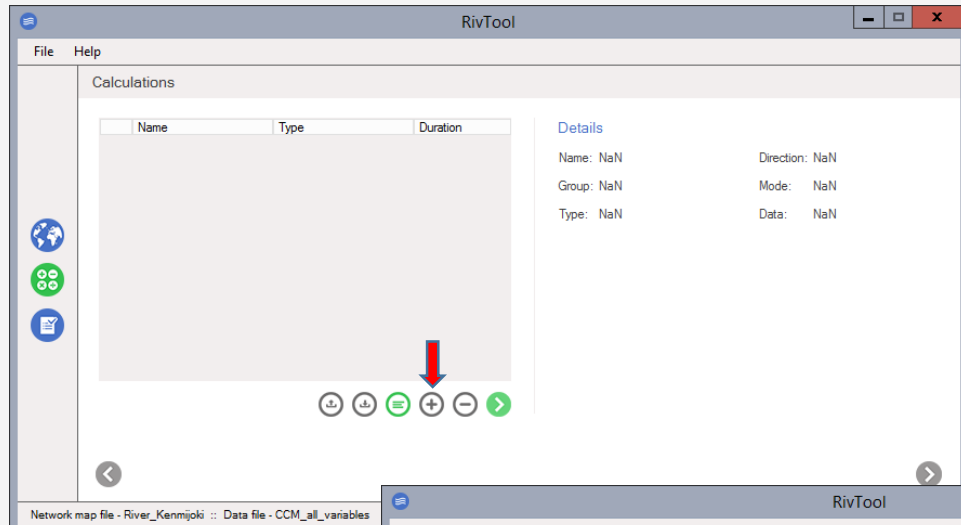 RivTool
File Help
Calculations
Name Type Duration
Details
Name: NaN Direction: NaN
Group: NaN Mode: NaN
Type: NaN Data: NaN
Network map file - River_Kenmijoki :: Data file - CCM_all_variables
RivTool